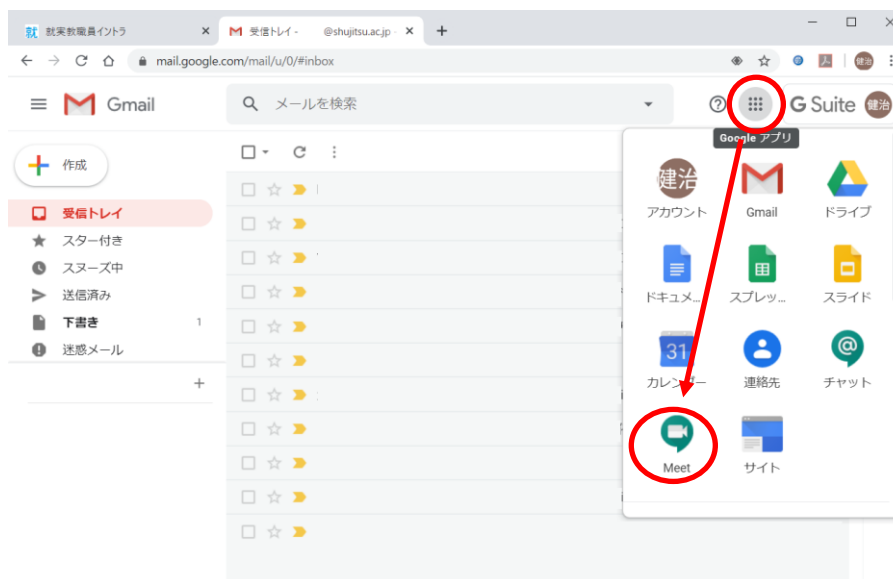 就 就実教職員イントラ
受信トレイ - @shujitsu.ac.jp -
mail.google.com/mail/u/0/#inbox
健治
Gmail
メールを検索
G Suite
健治
Google アプリ
作成
受信トレイ
スター付き
スヌーズ中
送信済み
下書き 1
迷惑メール
健治
アカウント
Gmail
ドライブ
ドキュメ...
スプレッ...
スライド
31
カレンダー
連絡先
チャット
Meet
サイト